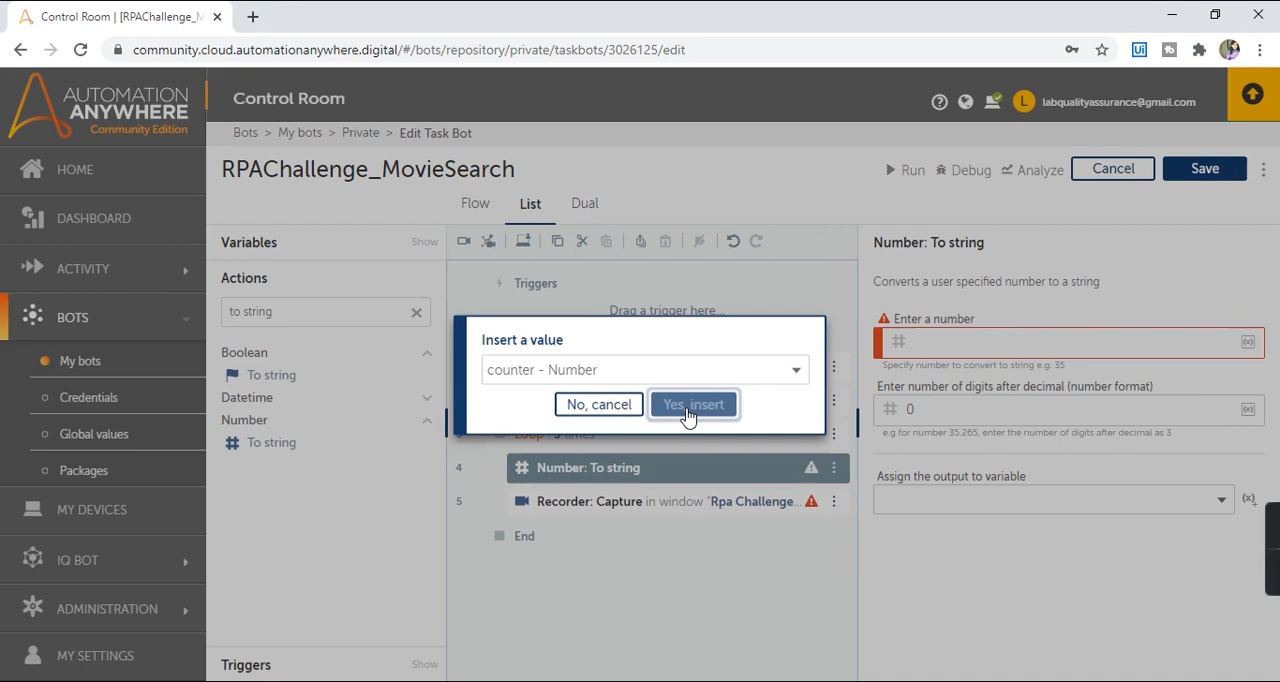 Control Room | [RPAChallenge_M
community.cloud.automationanywhere.digital/#/bots/repository/private/taskbots/3026125/edit
AUTOMATION
ANYWHERE
Community Edition
Control Room
L labqualityassurance@gmail.com
Bots > My bots > Private > Edit Task Bot
RPAChallenge_MovieSearch
Run Debug Analyze Cancel Save
Flow List Dual
HOME
DASHBOARD
ACTIVITY
BOTS
My bots
Credentials
Global values
Packages
MY DEVICES
IQ BOT
ADMINISTRATION
MY SETTINGS
Variables Show
Actions
to string
Boolean
To string
Datetime
Number
To string
Triggers Show
Triggers
Drag a trigger here...
Insert a value
counter - Number
No, cancel Yes, insert
Loop
4 Number: To string
5 Recorder: Capture in window "Rpa Challenge...
End
Number: To string
Converts a user specified number to a string
Enter a number
#
Specify number to convert to string e.g. 35
Enter number of digits after decimal (number format)
# 0
e.g for number 35.265, enter the number of digits after decimal as 3
Assign the output to variable